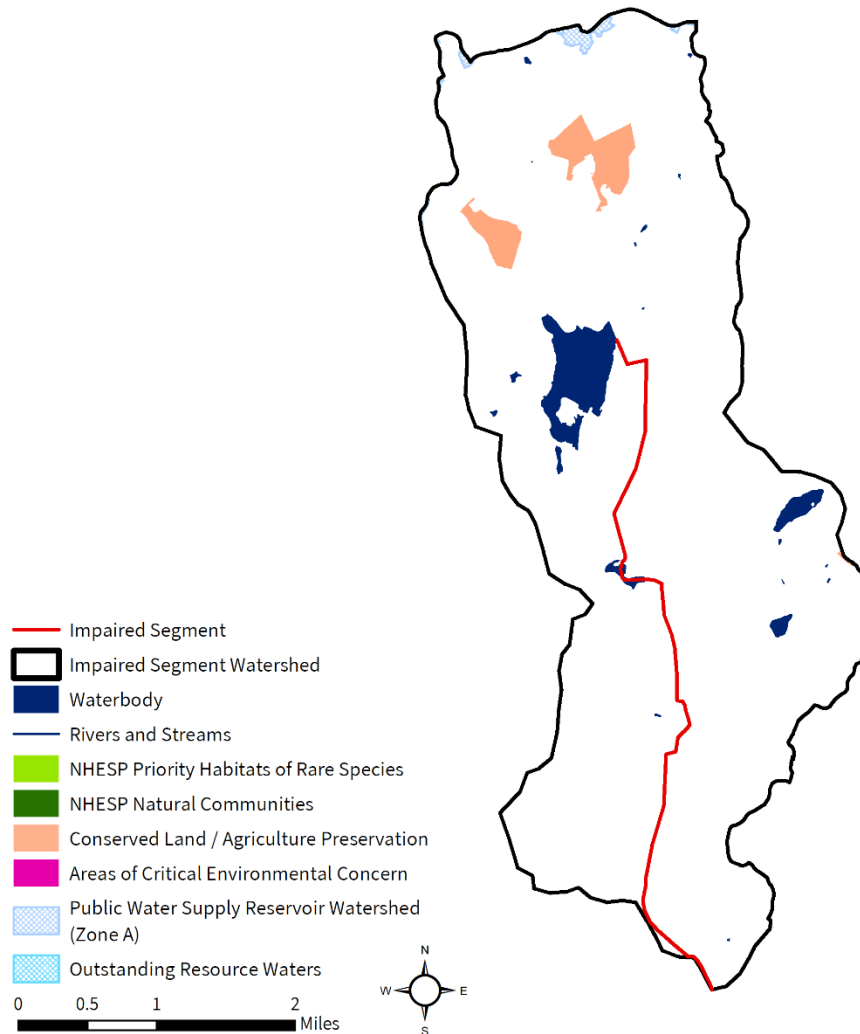 Impaired Segment
Impaired Segment Watershed
Waterbody
Rivers and Streams
NHESP Priority Habitats of Rare Species
NHESP Natural Communities
Conserved Land / Agriculture Preservation
Areas of Critical Environmental Concern
Public Water Supply Reservoir Watershed
(Zone A)
Outstanding Resource Waters
0 0.5 1 2
Miles
N
W E
S